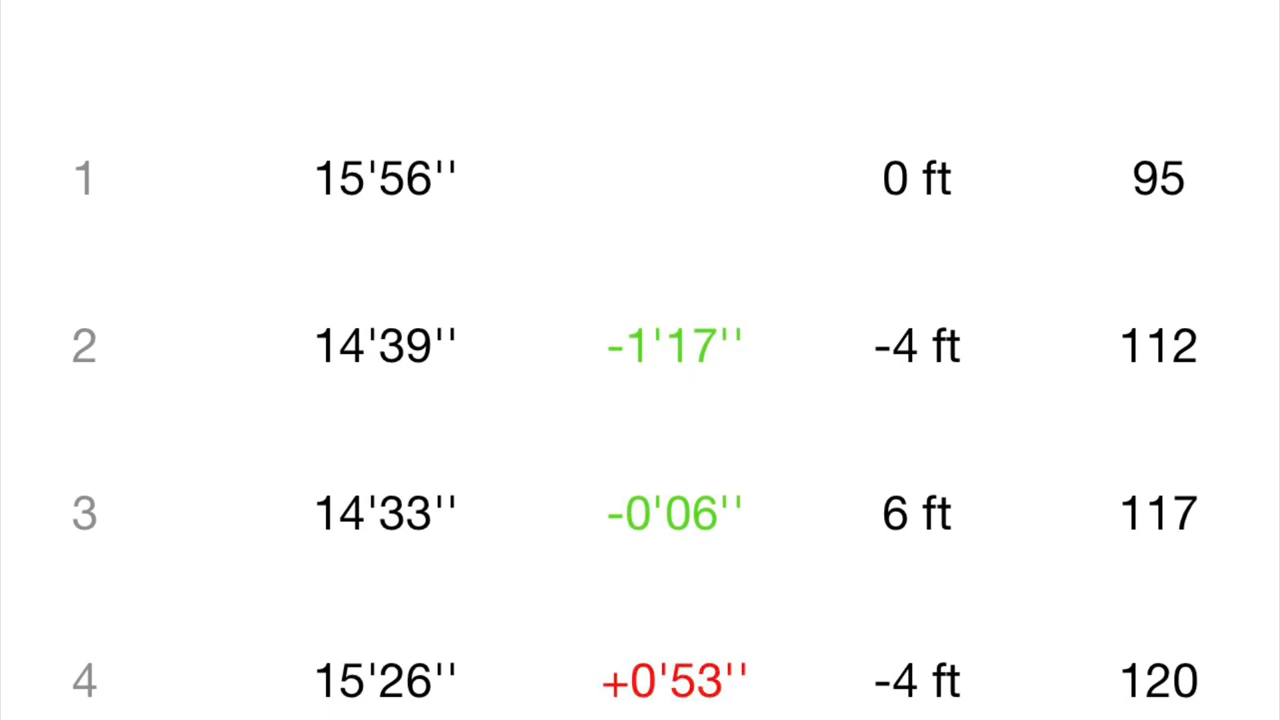 1 15'56'' 0 ft 95
2 14'39'' -1'17'' -4 ft 112
3 14'33'' -0'06'' 6 ft 117
4 15'26'' +0'53'' -4 ft 120